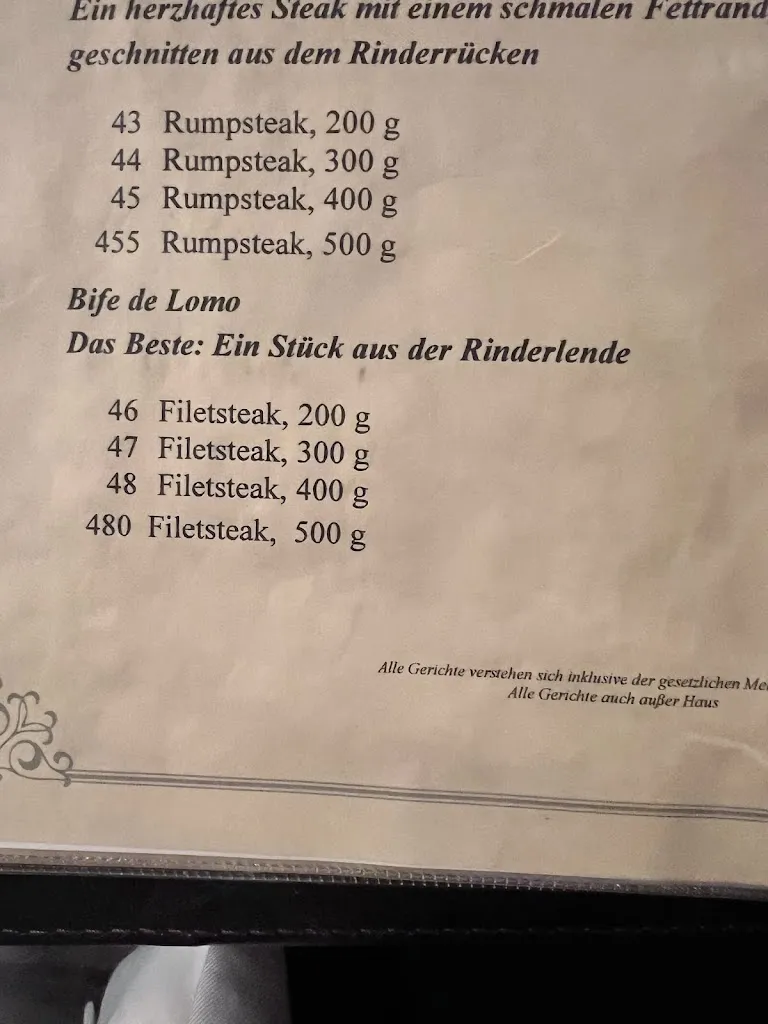 Ein herzhaftes Steak mit einem schmalen Fettrand,
geschnitten aus dem Rinderrücken
43 Rumpsteak, 200 g
44 Rumpsteak, 300 g
45 Rumpsteak, 400 g
455 Rumpsteak, 500 g
Bife de Lomo
Das Beste: Ein Stück aus der Rinderlende
46 Filetsteak, 200 g
47 Filetsteak, 300 g
48 Filetsteak, 400 g
480 Filetsteak, 500 g
Alle Gerichte verstehen sich inklusive der gesetzlichen
Alle Gerichte auch außer Haus